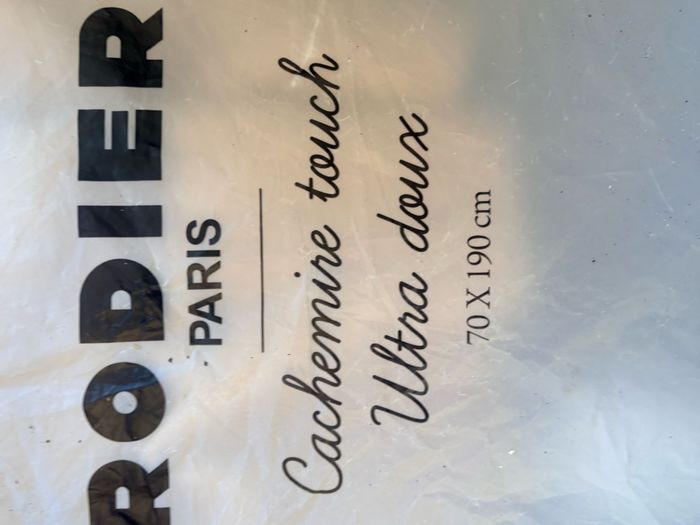 RODIER
PARIS
Cachemire touch
Ultra doux
70 X 190 cm